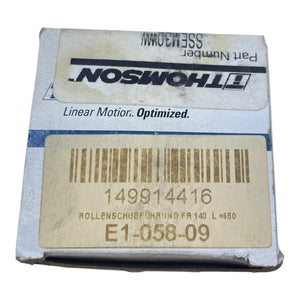 Part Number:
SSEM30WW
THOMSON
Linear Motion. Optimized.
149914416
ROLLENSCHUBFÜHRUNG FR 140 L =650
E1-058-09